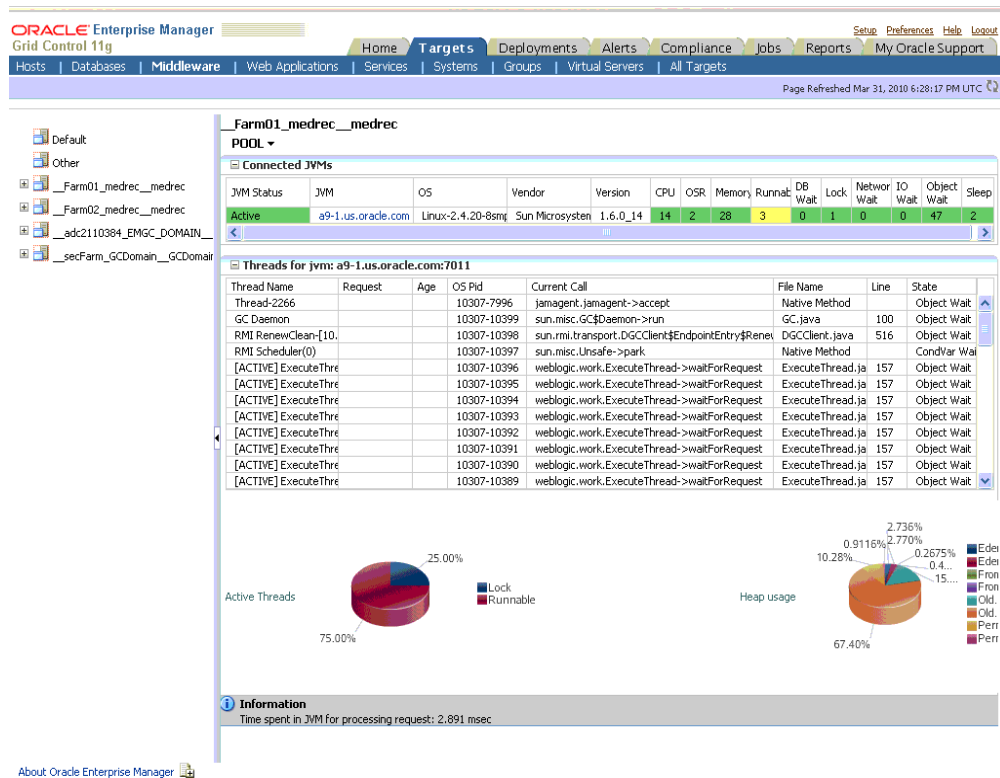 ORACLE Enterprise Manager
Grid Control 11g
Setup Preferences Help Logout
Home Targets Deployments Alerts Compliance Jobs Reports My Oracle Support
Hosts | Databases | Middleware | Web Applications | Services | Systems | Groups | Virtual Servers | All Targets
Page Refreshed Mar 31, 2010 6:28:17 PM UTC
Default
Other
__Farm01_medrec__medrec
__Farm02_medrec__medrec
__adc2110384_EMGC_DOMAIN__
__secFarm_GCDomain__GCDomain
__Farm01_medrec__medrec
POOL
Connected JVMs
JVM Status JVM OS Vendor Version CPU OSR Memory Runnab DB Wait Lock Networ Wait IO Wait Object Wait Sleep
Active a9-1.us.oracle.com Linux-2.4.20-8smp Sun Microsysten 1.6.0_14 14 2 28 3 0 1 0 0 47 2
Threads for jvm: a9-1.us.oracle.com:7011
Thread Name Request Age OS Pid Current Call File Name Line State
Thread-2266 10307-7996 jamagent.jamagent->accept Native Method Object Wait
GC Daemon 10307-10399 sun.misc.GC$Daemon->run GC.java 100 Object Wait
RMI RenewClean-[10. 10307-10398 sun.rmi.transport.DGCClient$EndpointEntry$Renew DGCClient.java 516 Object Wait
RMI Scheduler(0) 10307-10397 sun.misc.Unsafe->park Native Method CondVar Wai
[ACTIVE] ExecuteThre 10307-10396 weblogic.work.ExecuteThread->waitForRequest ExecuteThread.ja 157 Object Wait
[ACTIVE] ExecuteThre 10307-10395 weblogic.work.ExecuteThread->waitForRequest ExecuteThread.ja 157 Object Wait
[ACTIVE] ExecuteThre 10307-10394 weblogic.work.ExecuteThread->waitForRequest ExecuteThread.ja 157 Object Wait
[ACTIVE] ExecuteThre 10307-10393 weblogic.work.ExecuteThread->waitForRequest ExecuteThread.ja 157 Object Wait
[ACTIVE] ExecuteThre 10307-10392 weblogic.work.ExecuteThread->waitForRequest ExecuteThread.ja 157 Object Wait
[ACTIVE] ExecuteThre 10307-10391 weblogic.work.ExecuteThread->waitForRequest ExecuteThread.ja 157 Object Wait
[ACTIVE] ExecuteThre 10307-10390 weblogic.work.ExecuteThread->waitForRequest ExecuteThread.ja 157 Object Wait
[ACTIVE] ExecuteThre 10307-10389 weblogic.work.ExecuteThread->waitForRequest ExecuteThread.ja 157 Object Wait
Active Threads
25.00%
75.00%
Lock
Runnable
Heap usage
2.736%
0.9116% 2.770%
10.28% 0.2675%
0.4...
15....
67.40%
Eder
Eder
Fron
Fron
Old.
Old.
Perr
Perr
Information
Time spent in JVM for processing request: 2.891 msec
About Oracle Enterprise Manager